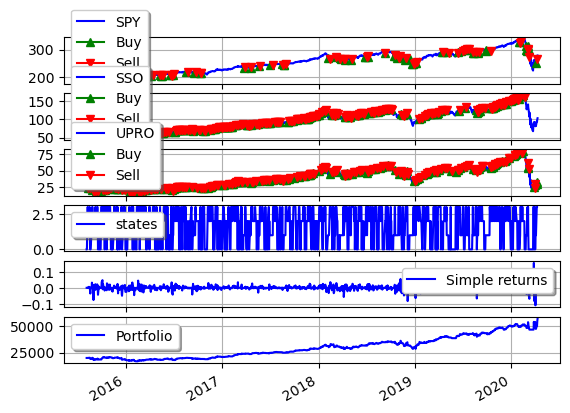 SPY
Buy
Sell
300
200
SSO
Buy
Sell
150
100
50
UPRO
Buy
Sell
75
50
25
states
2.5
0.0
Simple returns
0.1
0.0
−0.1
Portfolio
50000
25000
2016 2017 2018 2019 2020